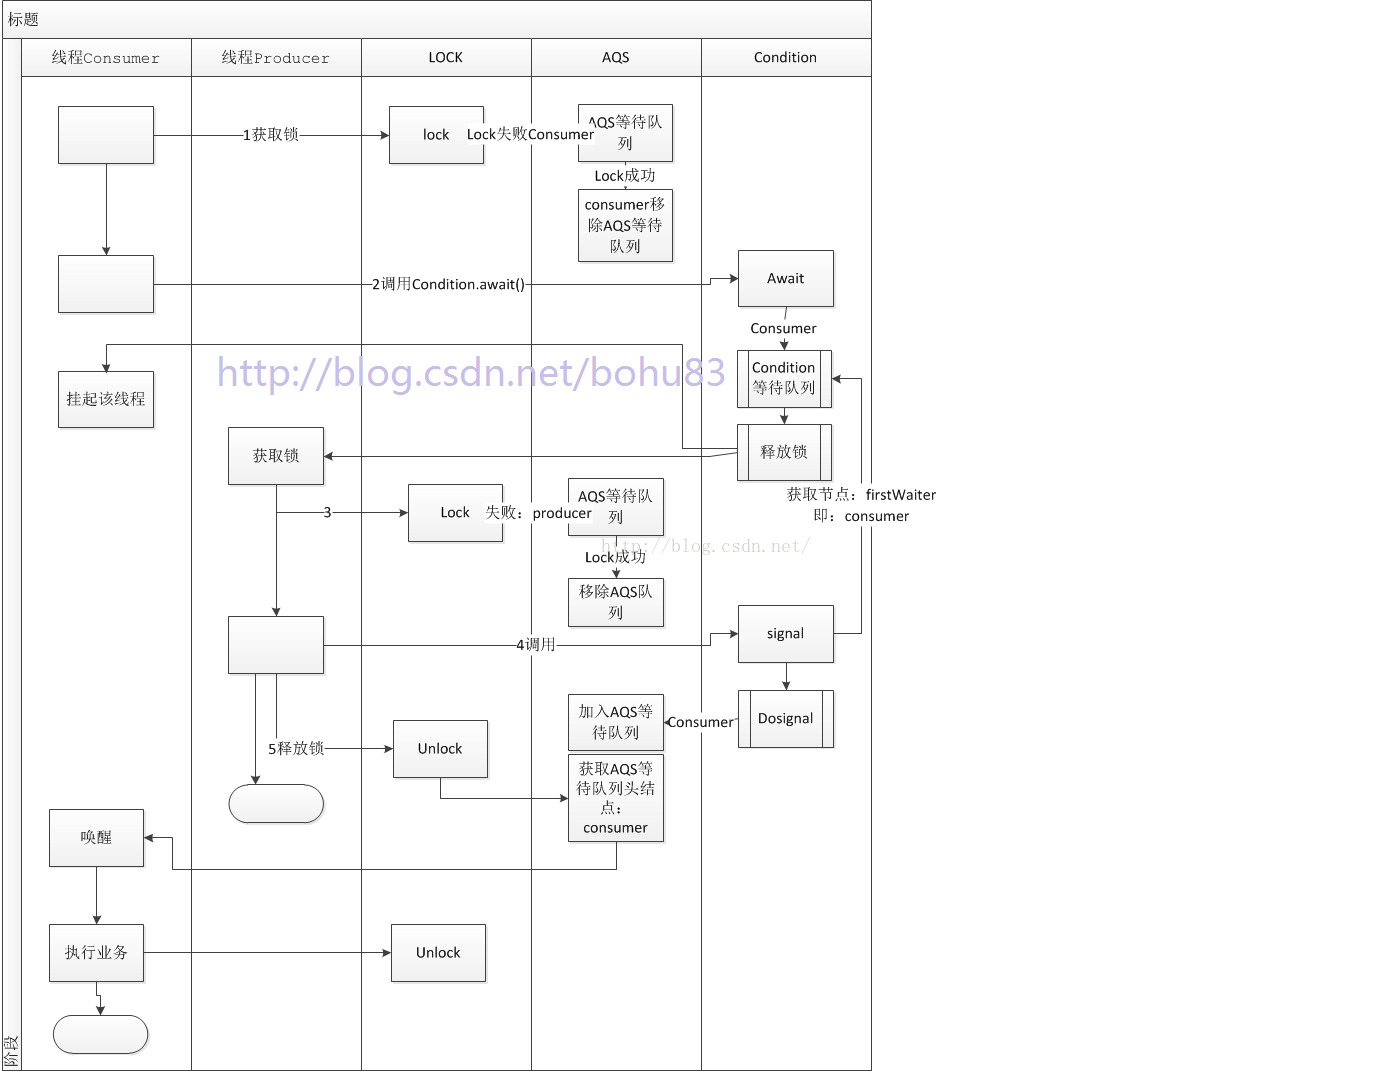 标题
线程Consumer
线程Producer
LOCK
AQS
Condition
1获取锁
lock
Lock失败Consumer
AQS等待队
列
Lock成功
consumer移
除AQS等待
队列
2调用Condition.await()
Await
Consumer
Condition
等待队列
http://blog.csdn.net/bohu83
挂起该线程
释放锁
获取锁
获取节点：firstWaiter
即：consumer
3
Lock
失败：producer
AQS等待队
列
http://blog.csdn.net/
Lock成功
移除AQS队
列
signal
4调用
加入AQS等
待队列
Consumer
Dosignal
5释放锁
Unlock
获取AQS等
待队列头结
点：
consumer
唤醒
执行业务
Unlock
阶段